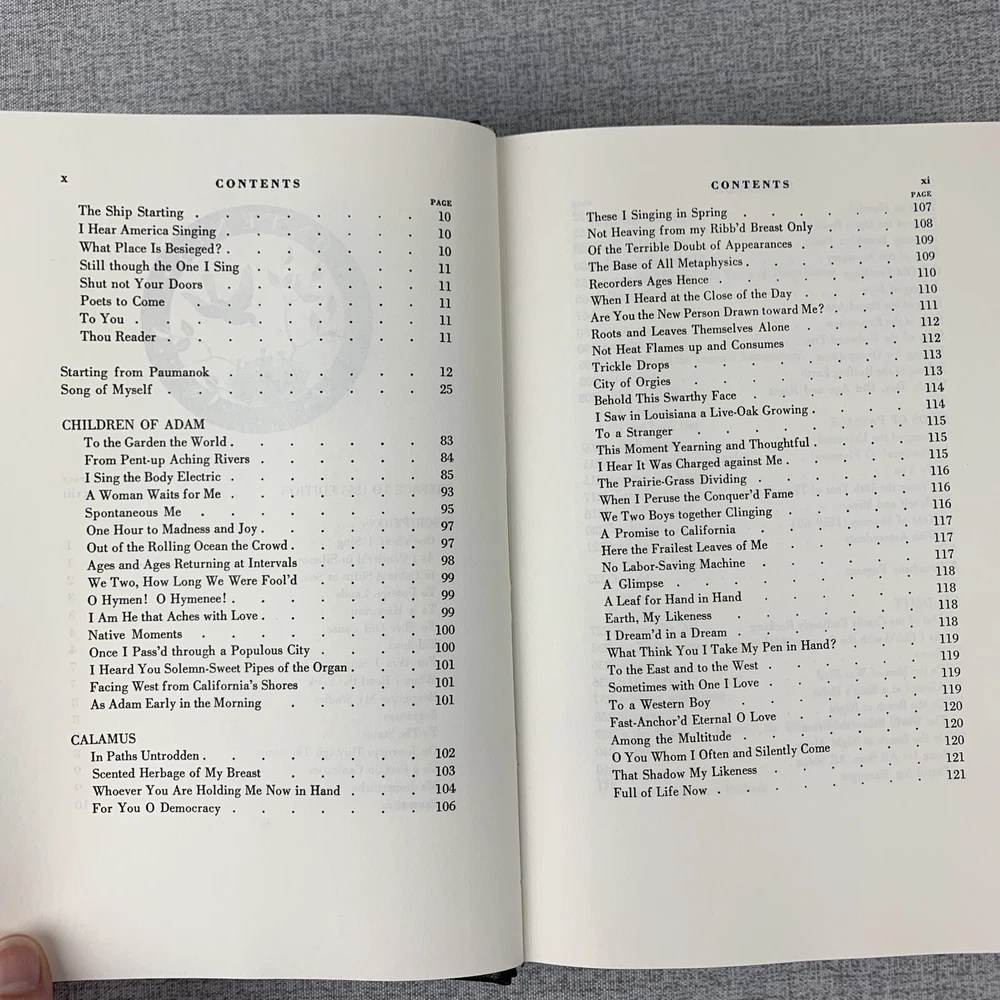 x
CONTENTS
PAGE
The Ship Starting . . . . . . . 10
I Hear America Singing . . . . . . 10
What Place Is Besieged? . . . . . . 10
Still though the One I Sing . . . . . . 11
Shut not Your Doors . . . . . . . 11
Poets to Come . . . . . . . . 11
To You . . . . . . . . . 11
Thou Reader . . . . . . . . 11
Starting from Paumanok . . . . . . 12
Song of Myself . . . . . . . . 25
CHILDREN OF ADAM
To the Garden the World . . . . . . 83
From Pent-up Aching Rivers . . . . . . 84
I Sing the Body Electric . . . . . . 85
A Woman Waits for Me . . . . . . 93
Spontaneous Me . . . . . . . 95
One Hour to Madness and Joy . . . . . . 97
Out of the Rolling Ocean the Crowd . . . . . 97
Ages and Ages Returning at Intervals . . . . 98
We Two, How Long We Were Fool'd . . . . 99
O Hymen! O Hymenee! . . . . . . . 99
I Am He that Aches with Love . . . . . . 99
Native Moments . . . . . . . 100
Once I Pass'd through a Populous City . . . . 100
I Heard You Solemn-Sweet Pipes of the Organ . . . 101
Facing West from California's Shores . . . . 101
As Adam Early in the Morning . . . . . 101
CALAMUS
In Paths Untrodden . . . . . . . 102
Scented Herbage of My Breast . . . . . 103
Whoever You Are Holding Me Now in Hand . . . 104
For You O Democracy . . . . . . . 106
CONTENTS
xi
PAGE
These I Singing in Spring . . . . . . 107
Not Heaving from my Ribb'd Breast Only . . . 108
Of the Terrible Doubt of Appearances . . . . 109
The Base of All Metaphysics . . . . . . 109
Recorders Ages Hence . . . . . . . 110
When I Heard at the Close of the Day . . . . 110
Are You the New Person Drawn toward Me? . . . 111
Roots and Leaves Themselves Alone . . . . 112
Not Heat Flames up and Consumes . . . . 112
Trickle Drops . . . . . . . 113
City of Orgies . . . . . . . 113
Behold This Swarthy Face . . . . . . 114
I Saw in Louisiana a Live-Oak Growing . . . . 114
To a Stranger . . . . . . . 115
This Moment Yearning and Thoughtful . . . . 115
I Hear It Was Charged against Me . . . . . 115
The Prairie-Grass Dividing . . . . . . 116
When I Peruse the Conquer'd Fame . . . . 116
We Two Boys together Clinging . . . . . 116
A Promise to California . . . . . . 117
Here the Frailest Leaves of Me . . . . . 117
No Labor-Saving Machine . . . . . . 117
A Glimpse . . . . . . . . 118
A Leaf for Hand in Hand . . . . . . 118
Earth, My Likeness . . . . . . . 118
I Dream'd in a Dream . . . . . . 118
What Think You I Take My Pen in Hand? . . . 119
To the East and to the West . . . . . . 119
Sometimes with One I Love . . . . . . 119
To a Western Boy . . . . . . . 119
Fast-Anchor'd Eternal O Love . . . . . 120
Among the Multitude . . . . . . . 120
O You Whom I Often and Silently Come . . . . 120
That Shadow My Likeness . . . . . . 121
Full of Life Now . . . . . . . . 121